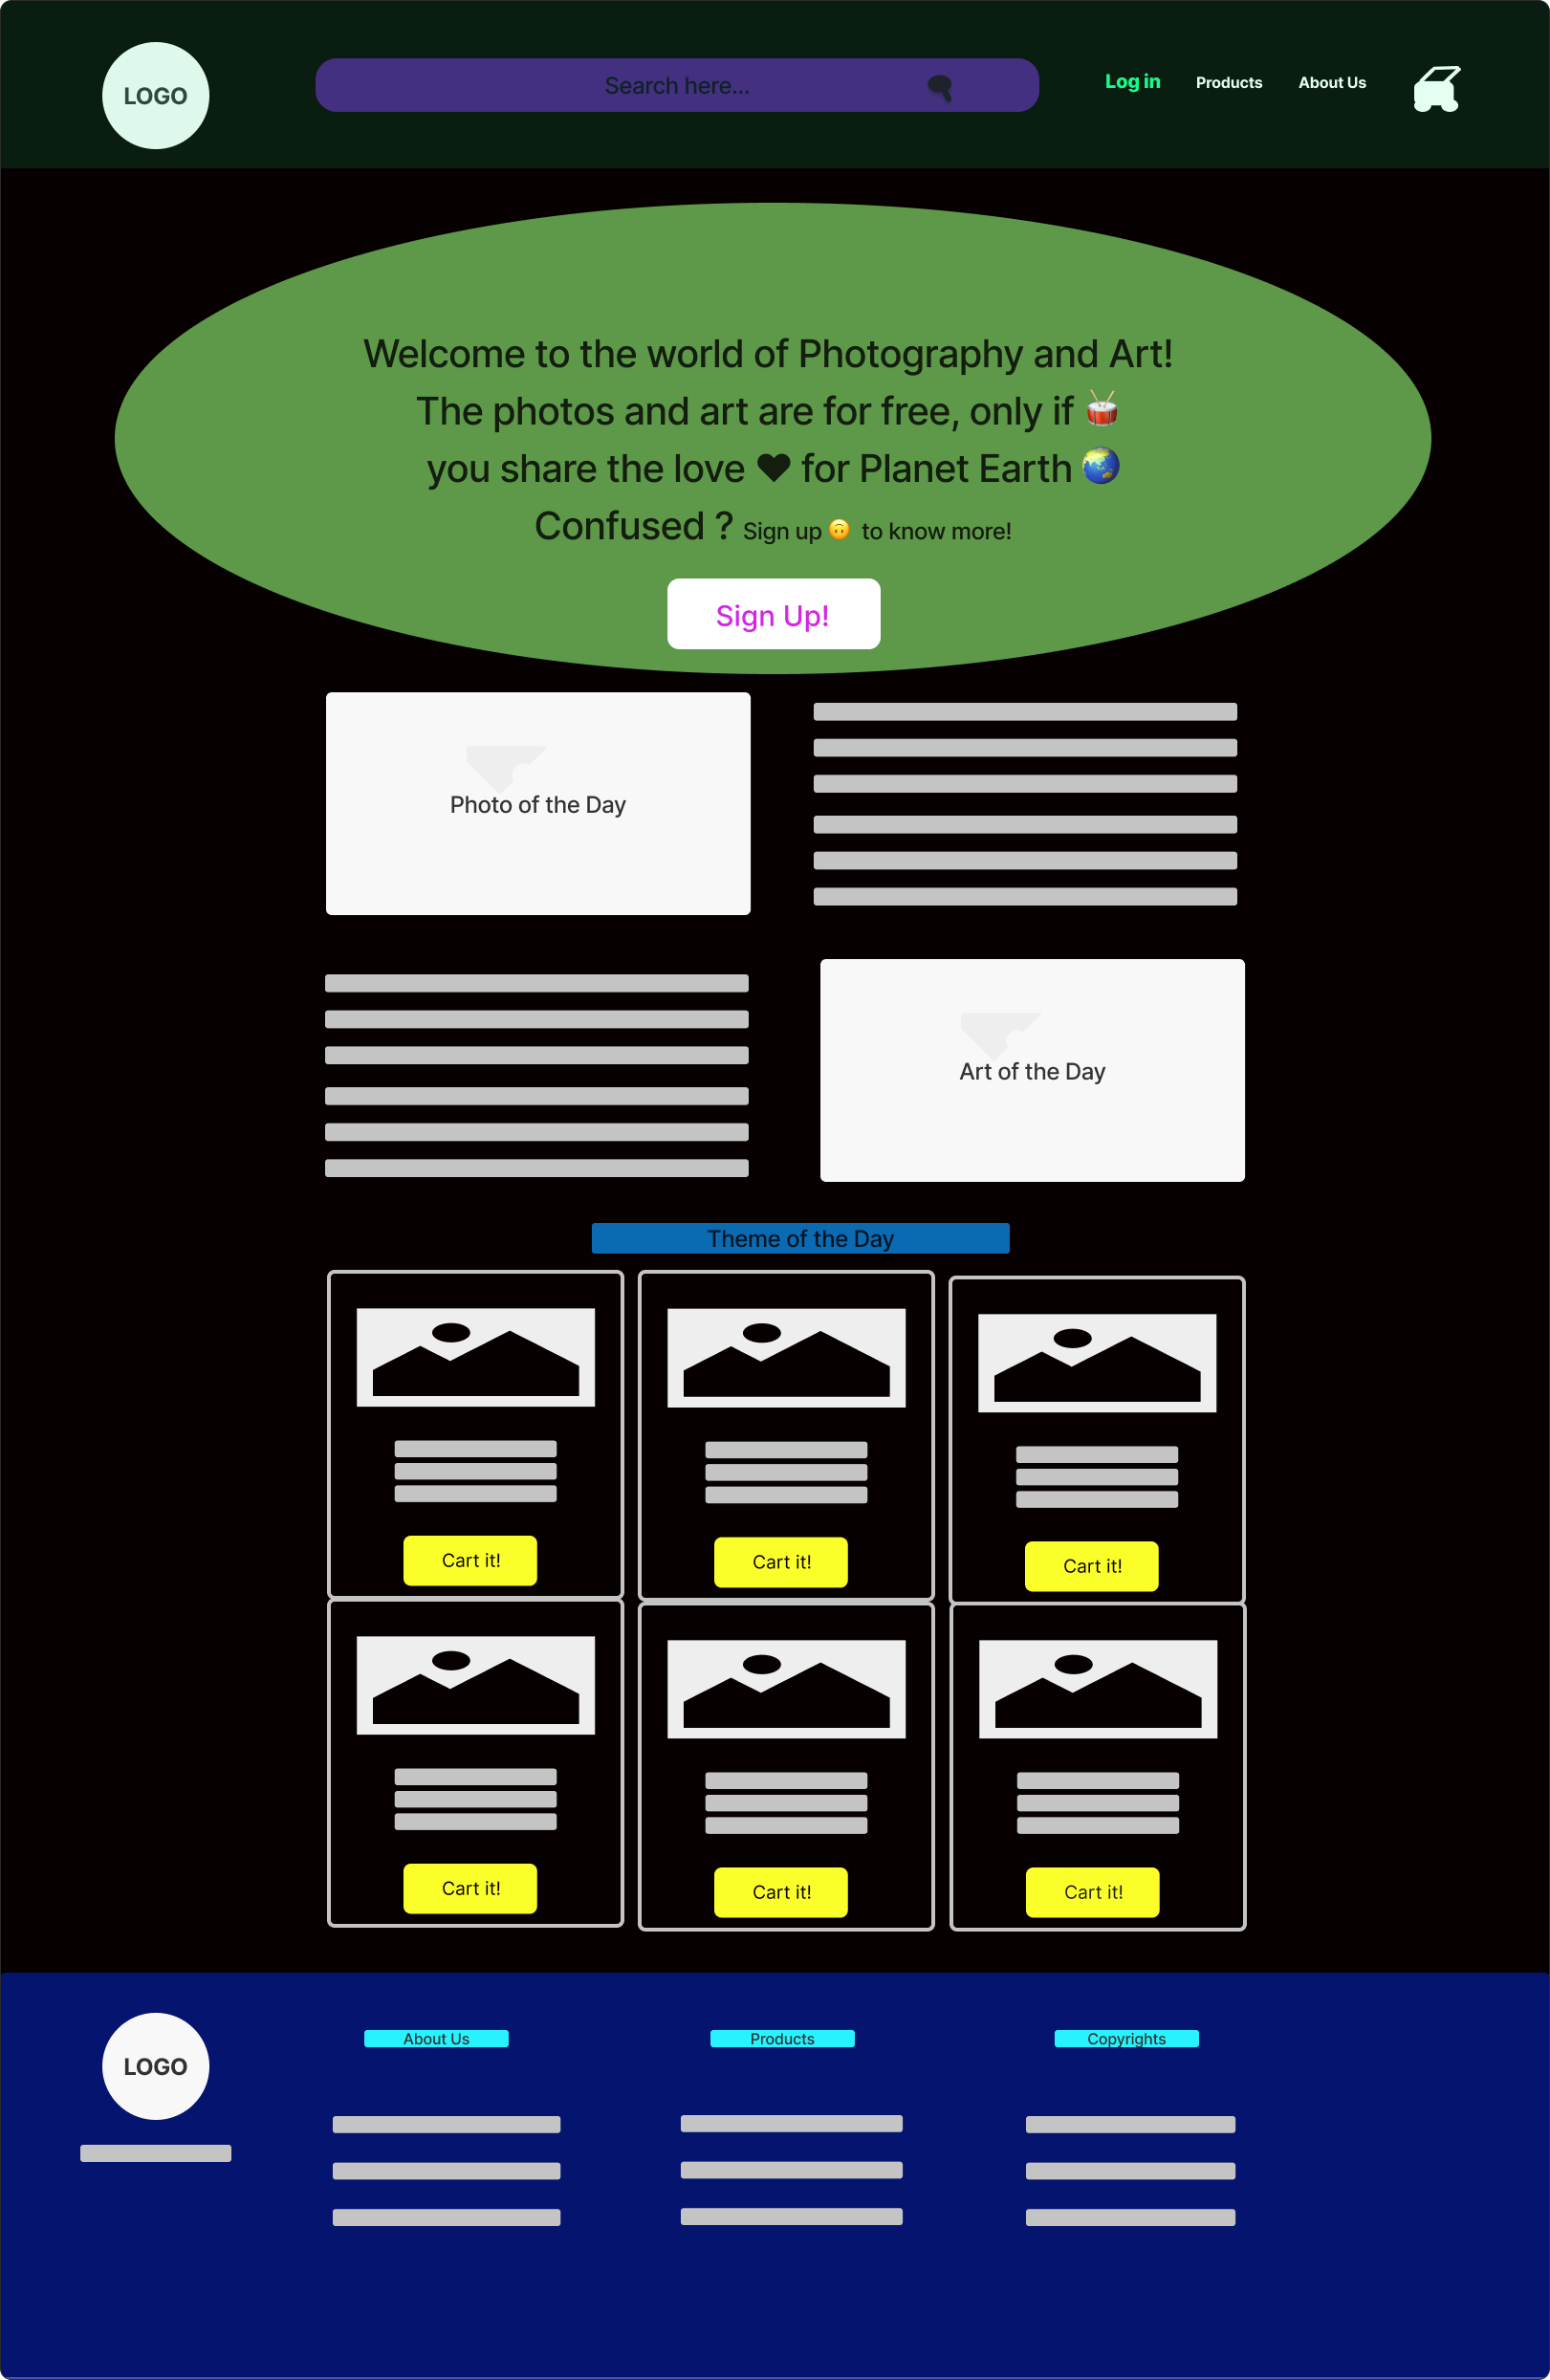 LOGO
Search here...
Log in
Products
About Us
Welcome to the world of Photography and Art!
The photos and art are for free, only if 🥁
you share the love ♥ for Planet Earth 🌏
Confused ? Sign up 🙃 to know more!
Sign Up!
Photo of the Day
Art of the Day
Theme of the Day
Cart it!
Cart it!
Cart it!
Cart it!
Cart it!
Cart it!
LOGO
About Us
Products
Copyrights